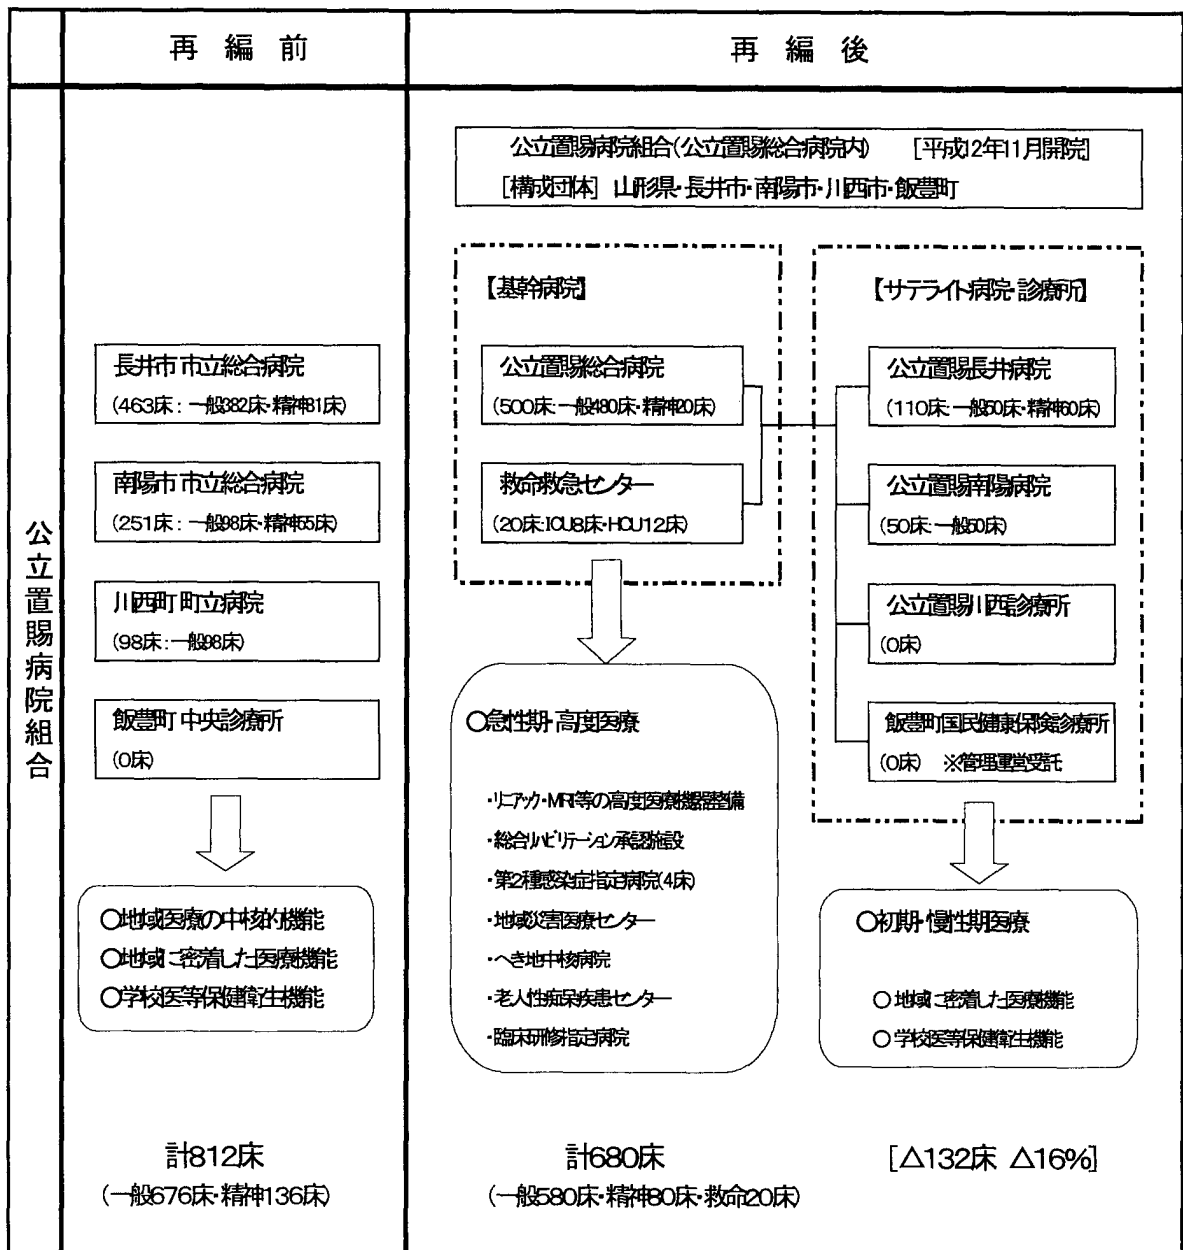 再編前
再編後
公立置賜病院組合
長井市 市立総合病院
(463床：一般382床・精神81床)
南陽市 市立総合病院
(251床：一般98床・精神55床)
川西町 町立病院
(98床：一般98床)
飯豊町 中央診療所
(0床)
○地域医療の中核的機能
○地域に密着した医療機能
○学校医等保健衛生機能
計812床
(一般676床・精神136床)
公立置賜病院組合(公立置賜総合病院内) [平成12年11月開院]
[構成団体] 山形県・長井市・南陽市・川西市・飯豊町
【基幹病院】
公立置賜総合病院
(500床：一般480床・精神20床)
救命救急センター
(20床：ICU8床・HCU12床)
○急性期・高度医療
・リニアック・MRI等の高度医療機器整備
・総合リハビリテーション承認施設
・第2種感染症指定病院(4床)
・地域災害医療センター
・へき地中核病院
・老人性痴呆疾患センター
・臨床研修指定病院
【サテライト病院・診療所】
公立置賜長井病院
(110床：一般50床・精神60床)
公立置賜南陽病院
(50床：一般50床)
公立置賜川西診療所
(0床)
飯豊町国民健康保険診療所
(0床) ※管理運営受託
○初期・慢性期医療
○地域に密着した医療機能
○学校医等保健衛生機能
計680床
(一般580床・精神80床・救命20床)
[△132床 △16%]